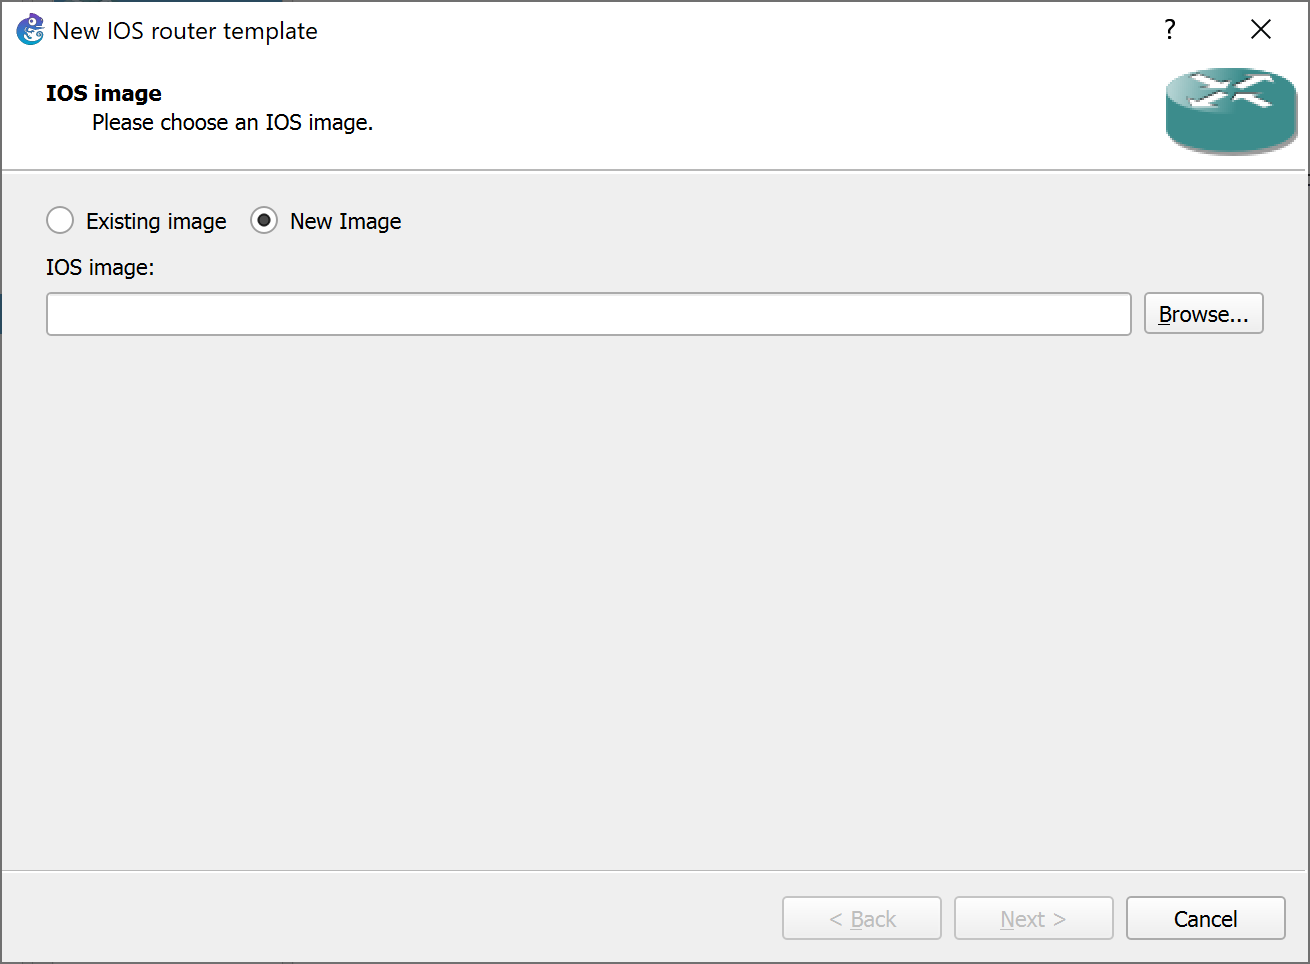 New IOS router template
?
IOS image
Please choose an IOS image.
Existing image New Image
IOS image:
Browse...
< Back Next > Cancel